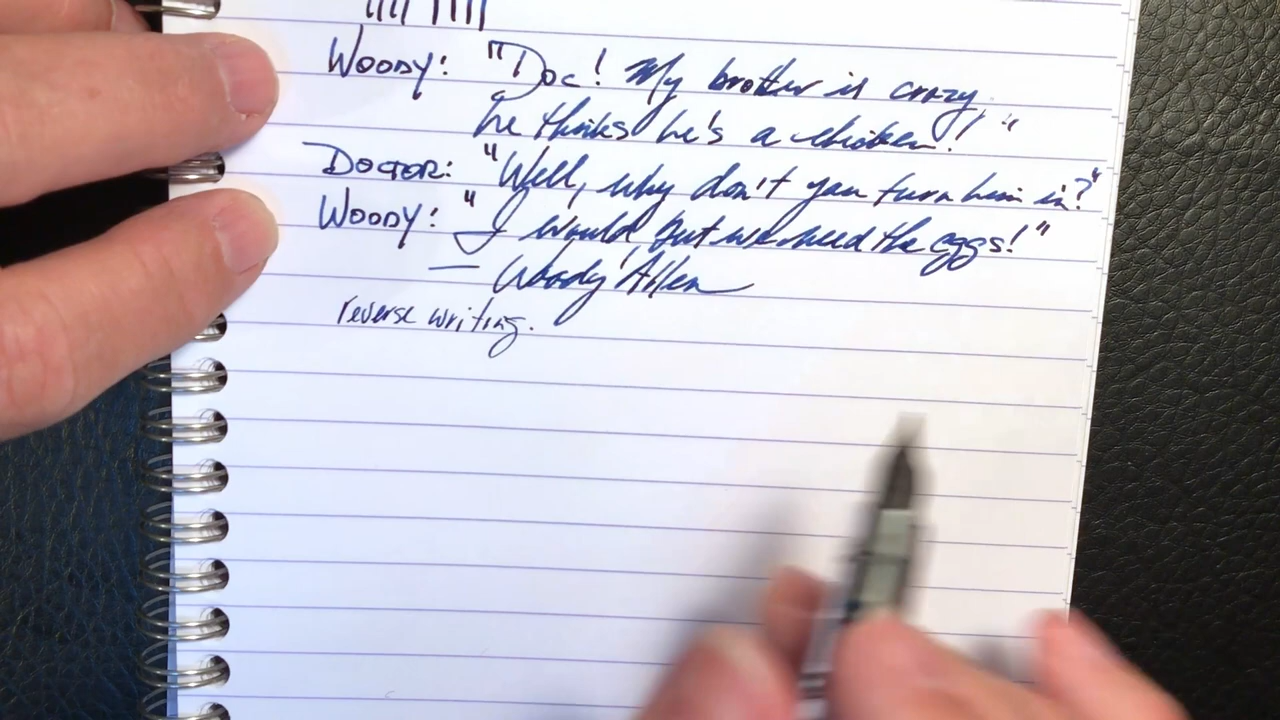 Woody: "Doc! My brother is crazy,
he thinks he's a chicken!"
Doctor: "Well, why don't you turn him in?"
Woody: "I would, but we need the eggs!"
— Woody Allen
reverse writing.